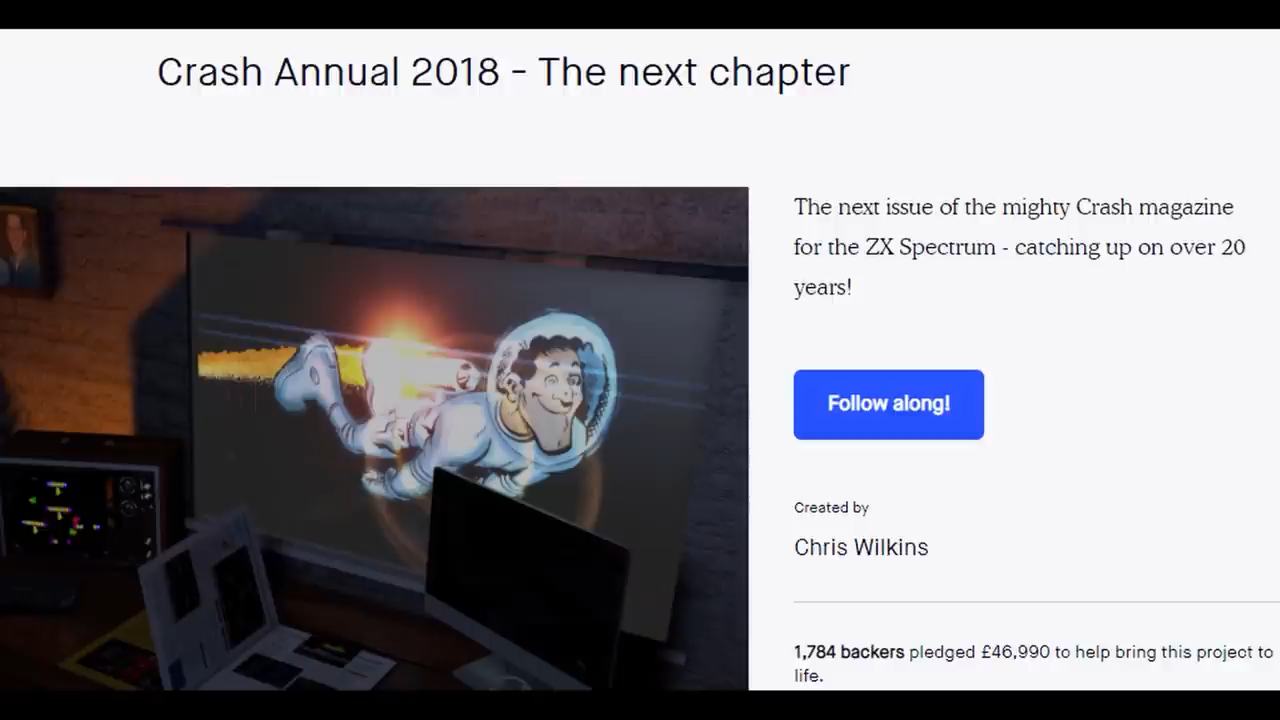 Crash Annual 2018 - The next chapter
The next issue of the mighty Crash magazine
for the ZX Spectrum - catching up on over 20
years!
Follow along!
Created by
Chris Wilkins
1,784 backers pledged £46,990 to help bring this project to
life.